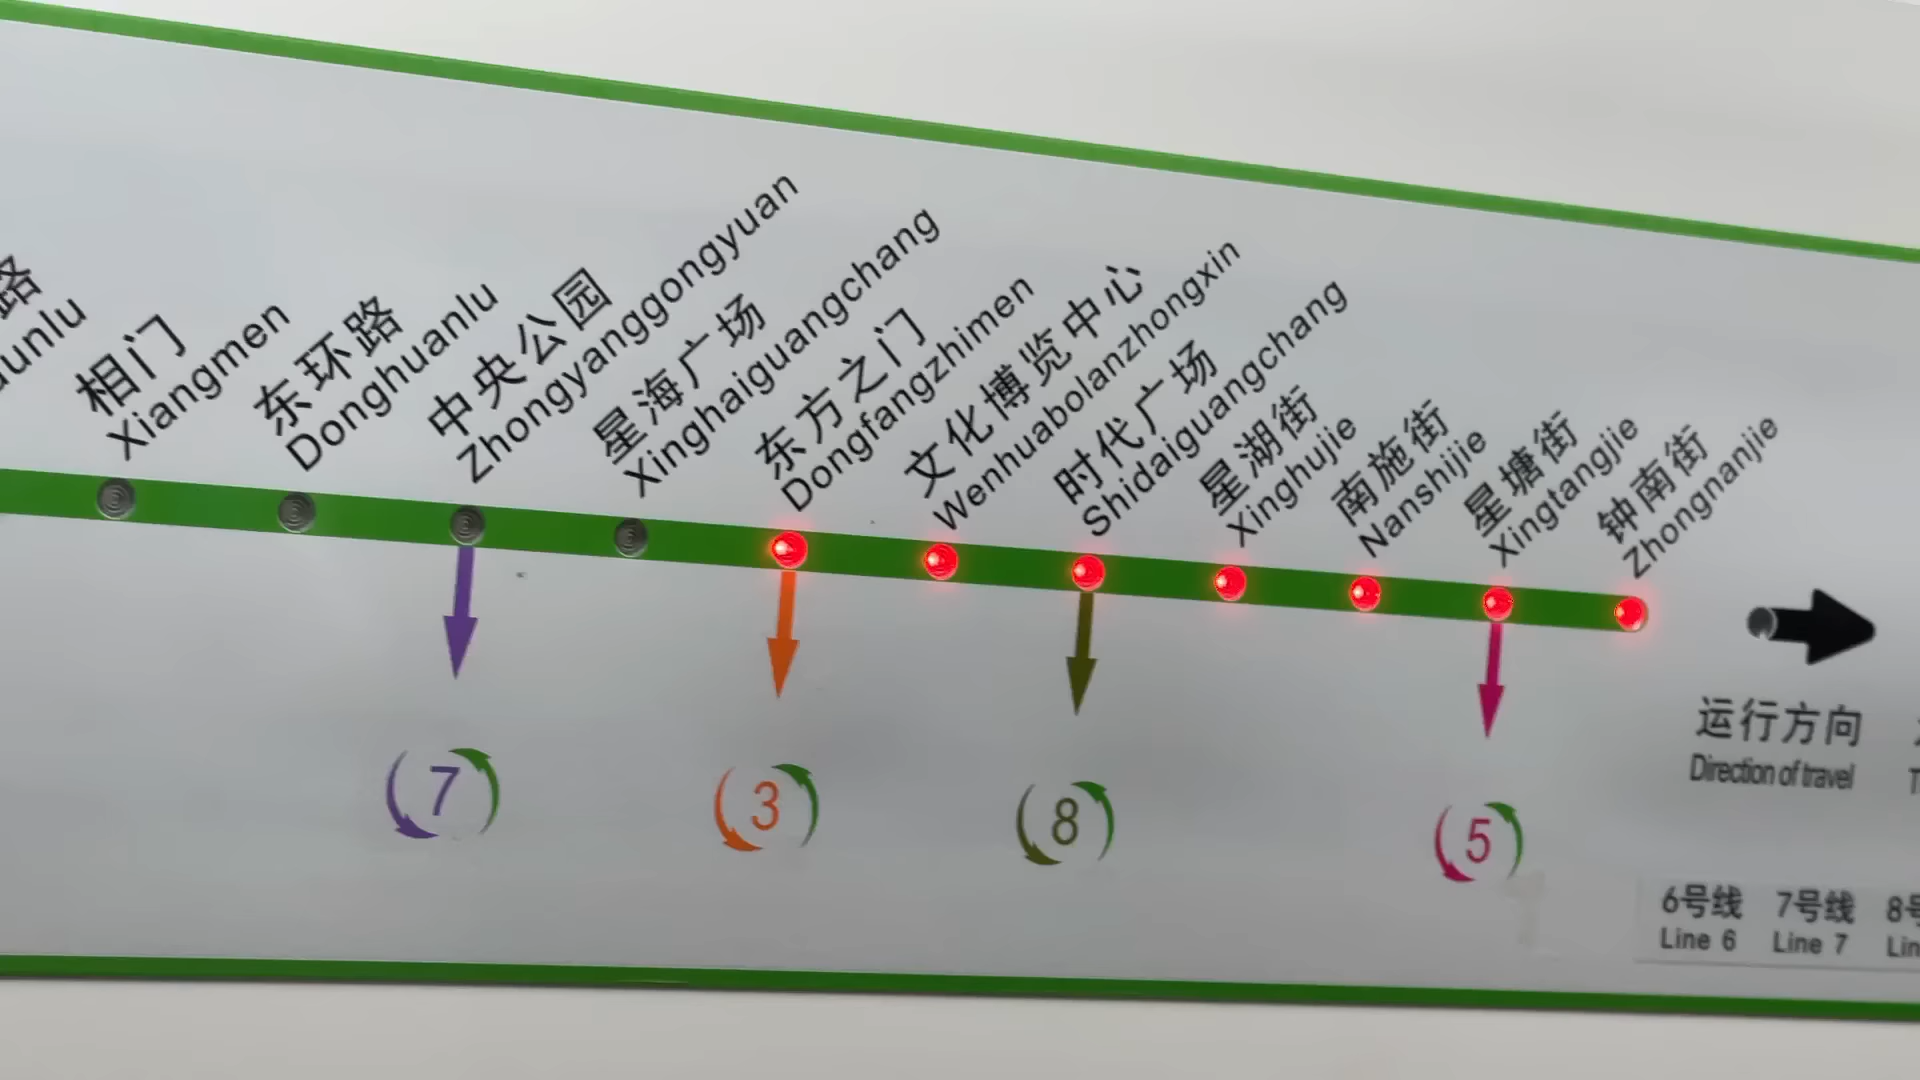 路
unlu
相门
Xiangmen
东环路
Donghuanlu
中央公园
Zhongyanggongyuan
星海广场
Xinghaiguangchang
东方之门
Dongfangzhimen
文化博览中心
Wenhuabolanzhongxin
时代广场
Shidaiguangchang
星湖街
Xinghujie
南施街
Nanshijie
星塘街
Xingtangjie
钟南街
Zhongnanjie
7
3
8
5
运行方向
Direction of travel
T
6号线 7号线 8号
Line 6 Line 7 Lin